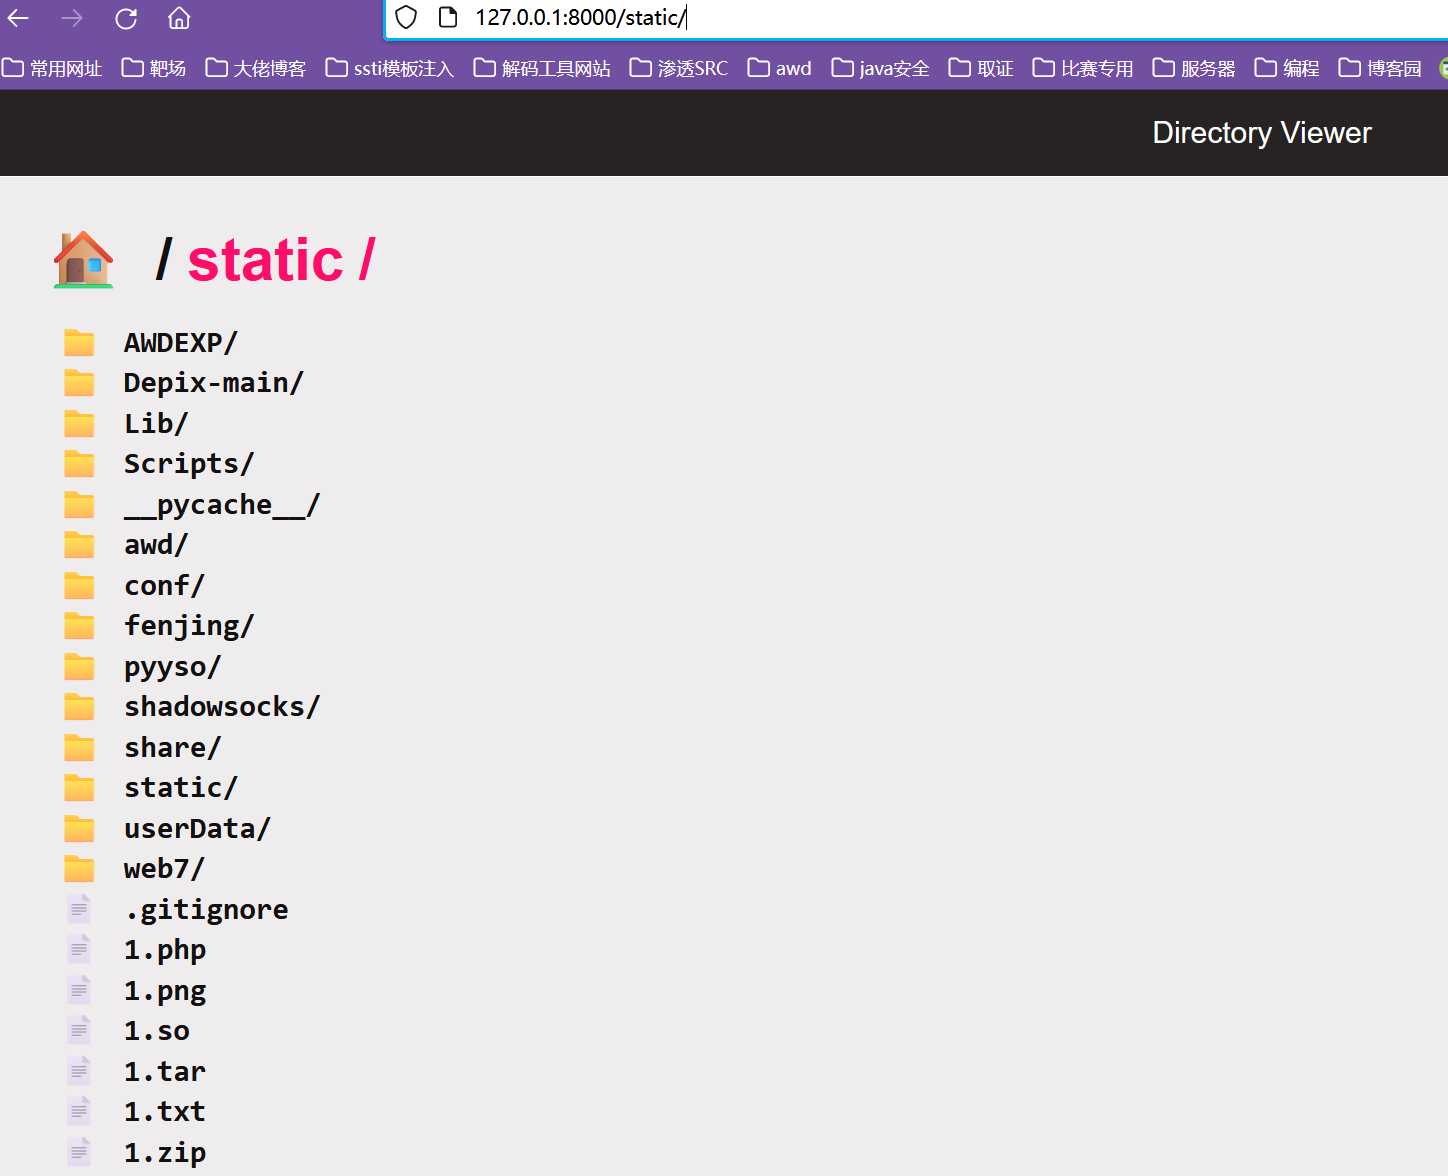 127.0.0.1:8000/static/
常用网址 靶场 大佬博客 ssti模板注入 解码工具网站 渗透SRC awd java安全 取证 比赛专用 服务器 编程 博客园
Directory Viewer
/ static /
AWDEXP/
Depix-main/
Lib/
Scripts/
__pycache__/
awd/
conf/
fenjing/
pyyso/
shadowsocks/
share/
static/
userData/
web7/
.gitignore
1.php
1.png
1.so
1.tar
1.txt
1.zip